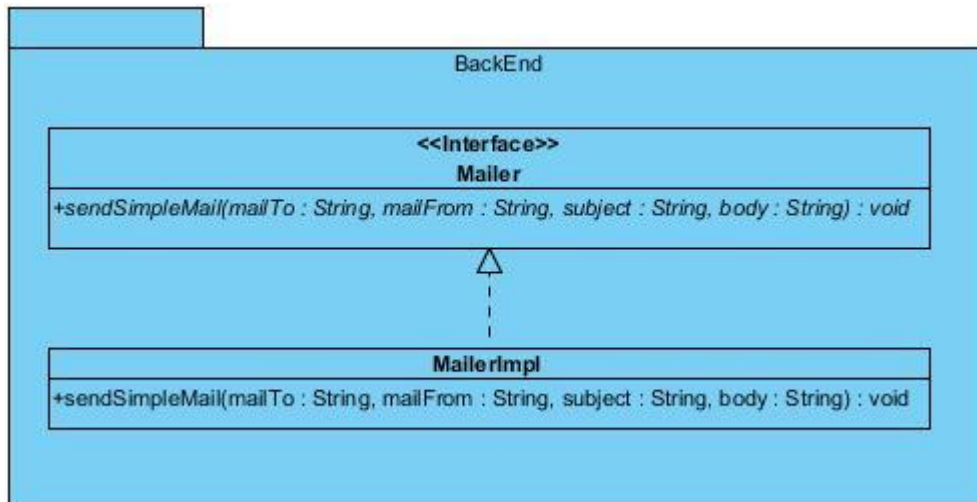 BackEnd
<<Interface>>
Mailer
+sendSimpleMail(mailTo : String, mailFrom : String, subject : String, body : String) : void
MailerImpl
+sendSimpleMail(mailTo : String, mailFrom : String, subject : String, body : String) : void